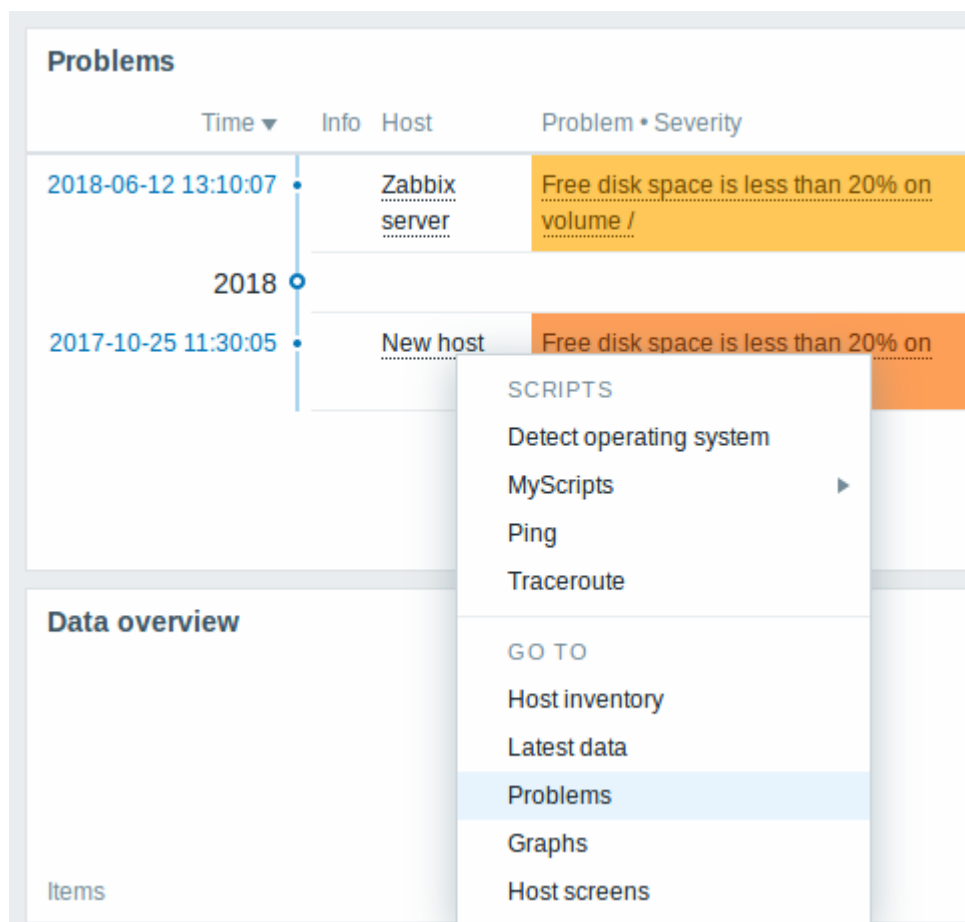 Problems
Time Info Host Problem • Severity
2018-06-12 13:10:07 Zabbix server Free disk space is less than 20% on volume /
2018
2017-10-25 11:30:05 New host Free disk space is less than 20% on
SCRIPTS
Detect operating system
MyScripts
Ping
Traceroute
Data overview
GO TO
Host inventory
Latest data
Problems
Graphs
Host screens
Items